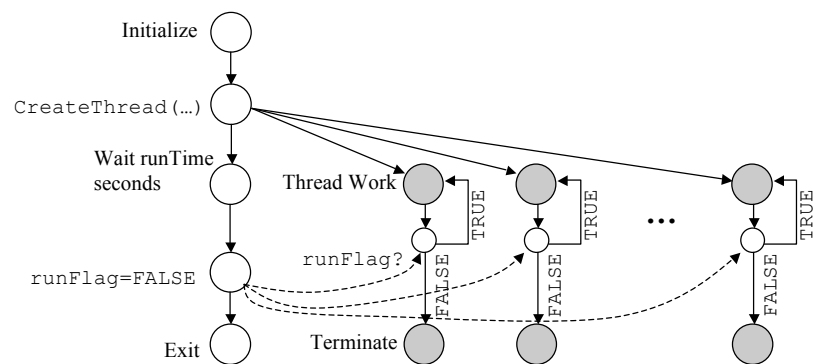 Initialize
CreateThread(…)
Wait runTime
seconds
Thread Work
TRUE
TRUE
...
TRUE
runFlag?
runFlag=FALSE
FALSE
FALSE
FALSE
Exit
Terminate